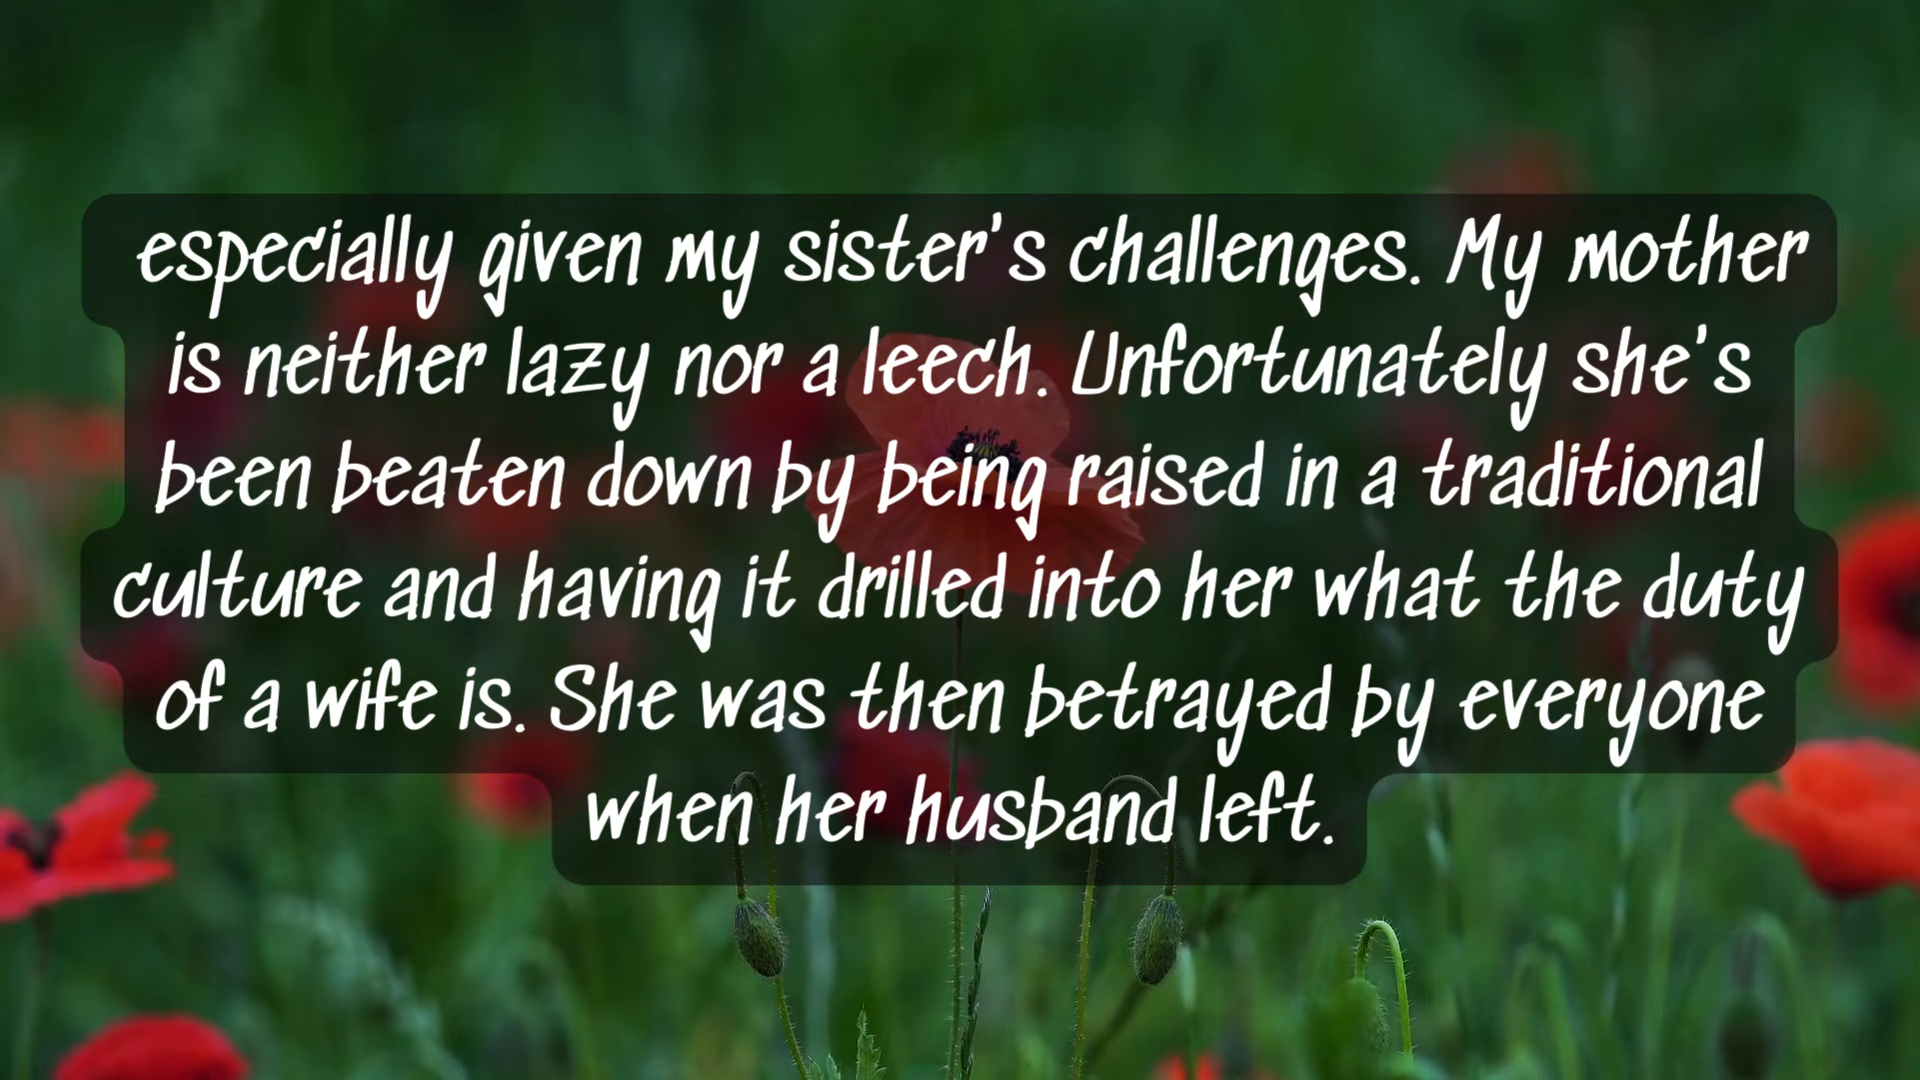 especially given my sister's challenges. My mother
is neither lazy nor a leech. Unfortunately she's
been beaten down by being raised in a traditional
culture and having it drilled into her what the duty
of a wife is. She was then betrayed by everyone
when her husband left.